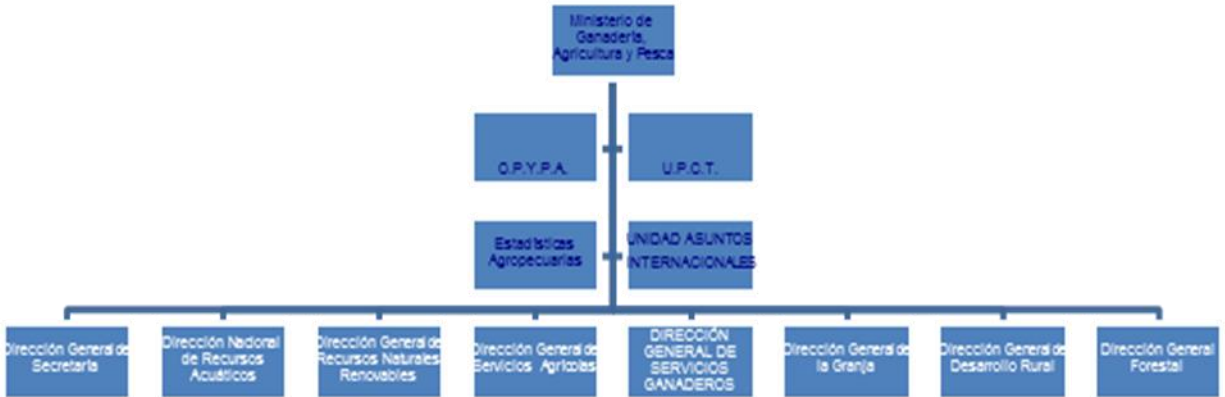 Ministerio de
Ganadería,
Agricultura y Pesca
O.P.Y.P.A.
U.P.C.T.
Estadísticas
Agropecuarias
UNIDAD ASUNTOS
INTERNACIONALES
Dirección General de
Secretaría
Dirección Nacional
de Recursos
Acuáticos
Dirección General de
Recursos Naturales
Renovables
Dirección General de
Servicios Agrícolas
DIRECCIÓN
GENERAL DE
SERVICIOS
GANADEROS
Dirección General de
la Granja
Dirección General de
Desarrollo Rural
Dirección General
Forestal